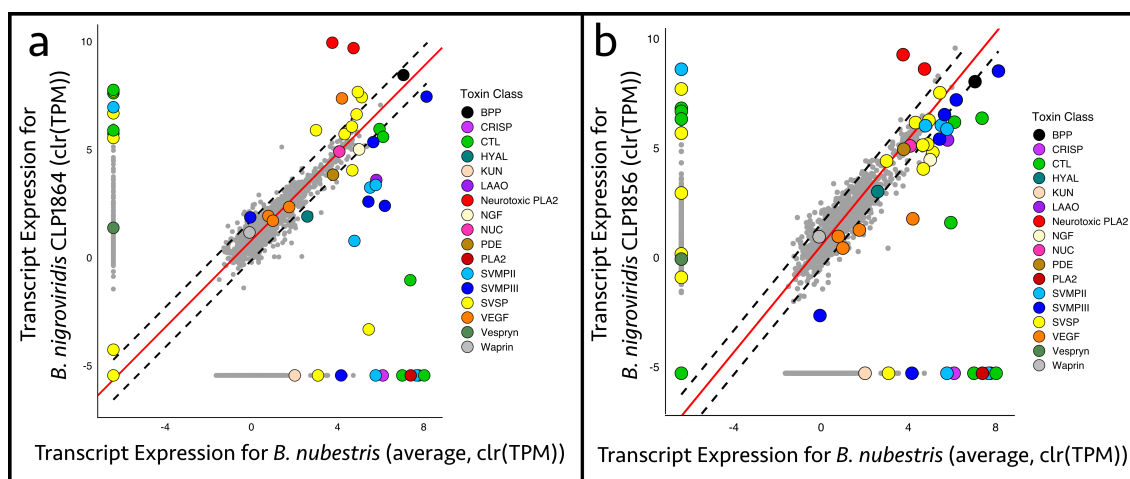 a
Transcript Expression for
B. nigroviridis CLP1864 (clr(TPM))
10
5
0
-5
-4
0
4
8
Transcript Expression for B. nubestris (average, clr(TPM))
Toxin Class
BPP
CRISP
CTL
HYAL
KUN
LAAO
Neurotoxic PLA2
NGF
NUC
PDE
PLA2
SVMPII
SVMPIII
SVSP
VEGF
Vespryn
Waprin
b
Transcript Expression for
B. nigroviridis CLP1856 (clr(TPM))
10
5
0
-5
-4
0
4
8
Transcript Expression for B. nubestris (average, clr(TPM))
Toxin Class
BPP
CRISP
CTL
HYAL
KUN
LAAO
Neurotoxic PLA2
NGF
NUC
PDE
PLA2
SVMPII
SVMPIII
SVSP
VEGF
Vespryn
Waprin